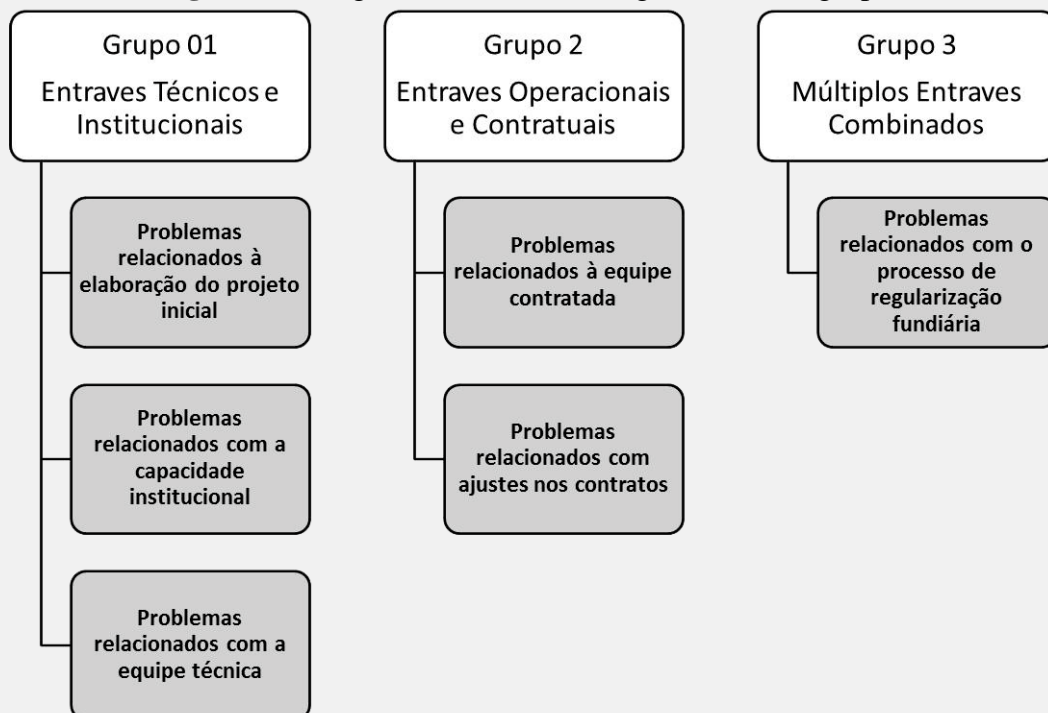 Grupo 01
Entraves Técnicos e
Institucionais
Problemas
relacionados à
elaboração do projeto
inicial
Problemas
relacionados com a
capacidade
institucional
Problemas
relacionados com a
equipe técnica
Grupo 2
Entraves Operacionais
e Contratuais
Problemas
relacionados à equipe
contratada
Problemas
relacionados com
ajustes nos contratos
Grupo 3
Múltiplos Entraves
Combinados
Problemas
relacionados com o
processo de
regularização
fundiária